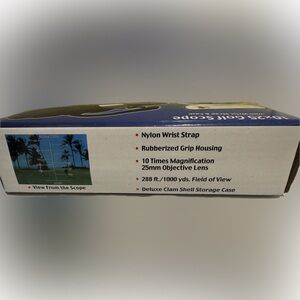 10x25 Golf Scope
• Nylon Wrist Strap
• Rubberized Grip Housing
• 10 Times Magnification
25mm Objective Lens
• 288 ft./1000 yds. Field of View
• Deluxe Clam Shell Storage Case
• View From the Scope